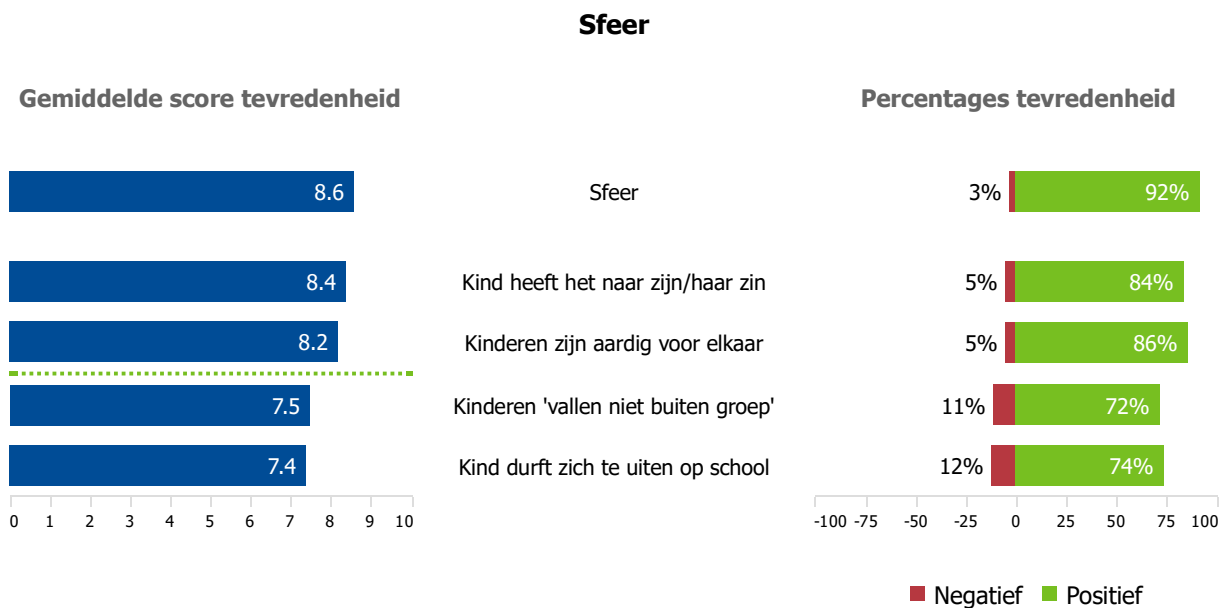 Sfeer
Gemiddelde score tevredenheid
Percentages tevredenheid
8.6 Sfeer 3% 92%
8.4 Kind heeft het naar zijn/haar zin 5% 84%
8.2 Kinderen zijn aardig voor elkaar 5% 86%
7.5 Kinderen 'vallen niet buiten groep' 11% 72%
7.4 Kind durft zich te uiten op school 12% 74%
0 1 2 3 4 5 6 7 8 9 10
-100 -75 -50 -25 0 25 50 75 100
Negatief Positief